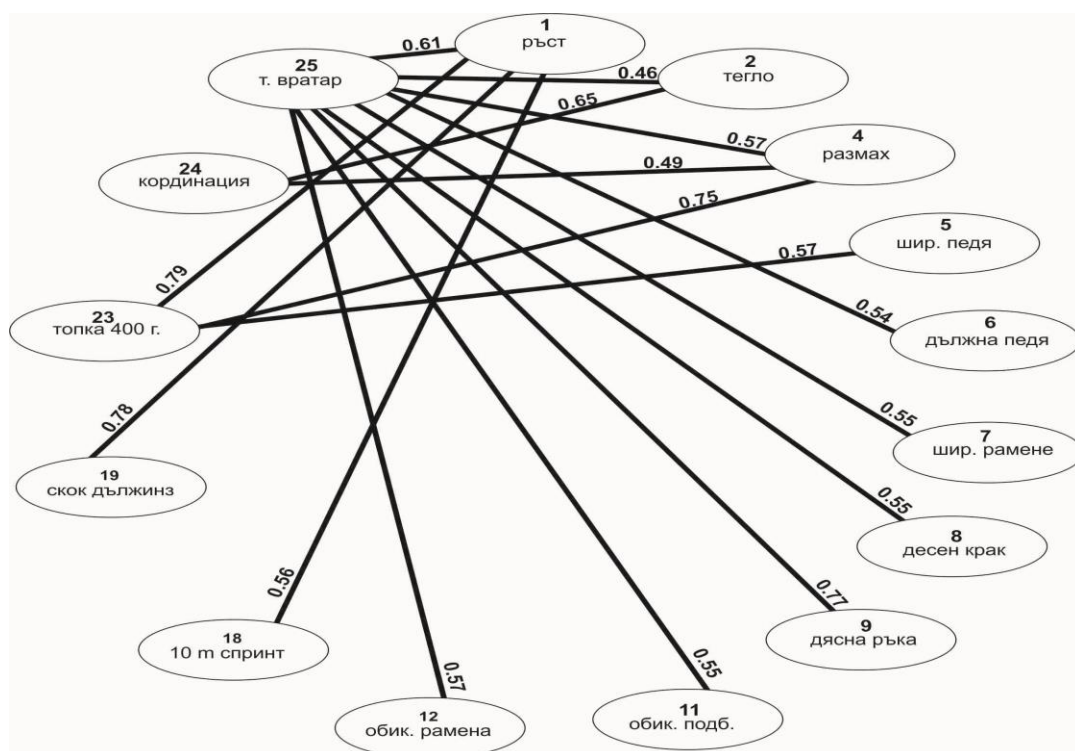 1
ръст
0.61
25
т. вратар
2
тегло
0.46
0.65
4
размах
0.57
24
кординация
0.49
0.75
5
шир. педя
0.57
0.79
23
топка 400 г.
6
дължна педя
0.54
0.78
0.55
7
шир. рамене
19
скок дължинз
0.55
8
десен крак
0.56
0.77
9
дясна ръка
18
10 m спринт
0.57
0.55
12
обик. рамена
11
обик. подб.